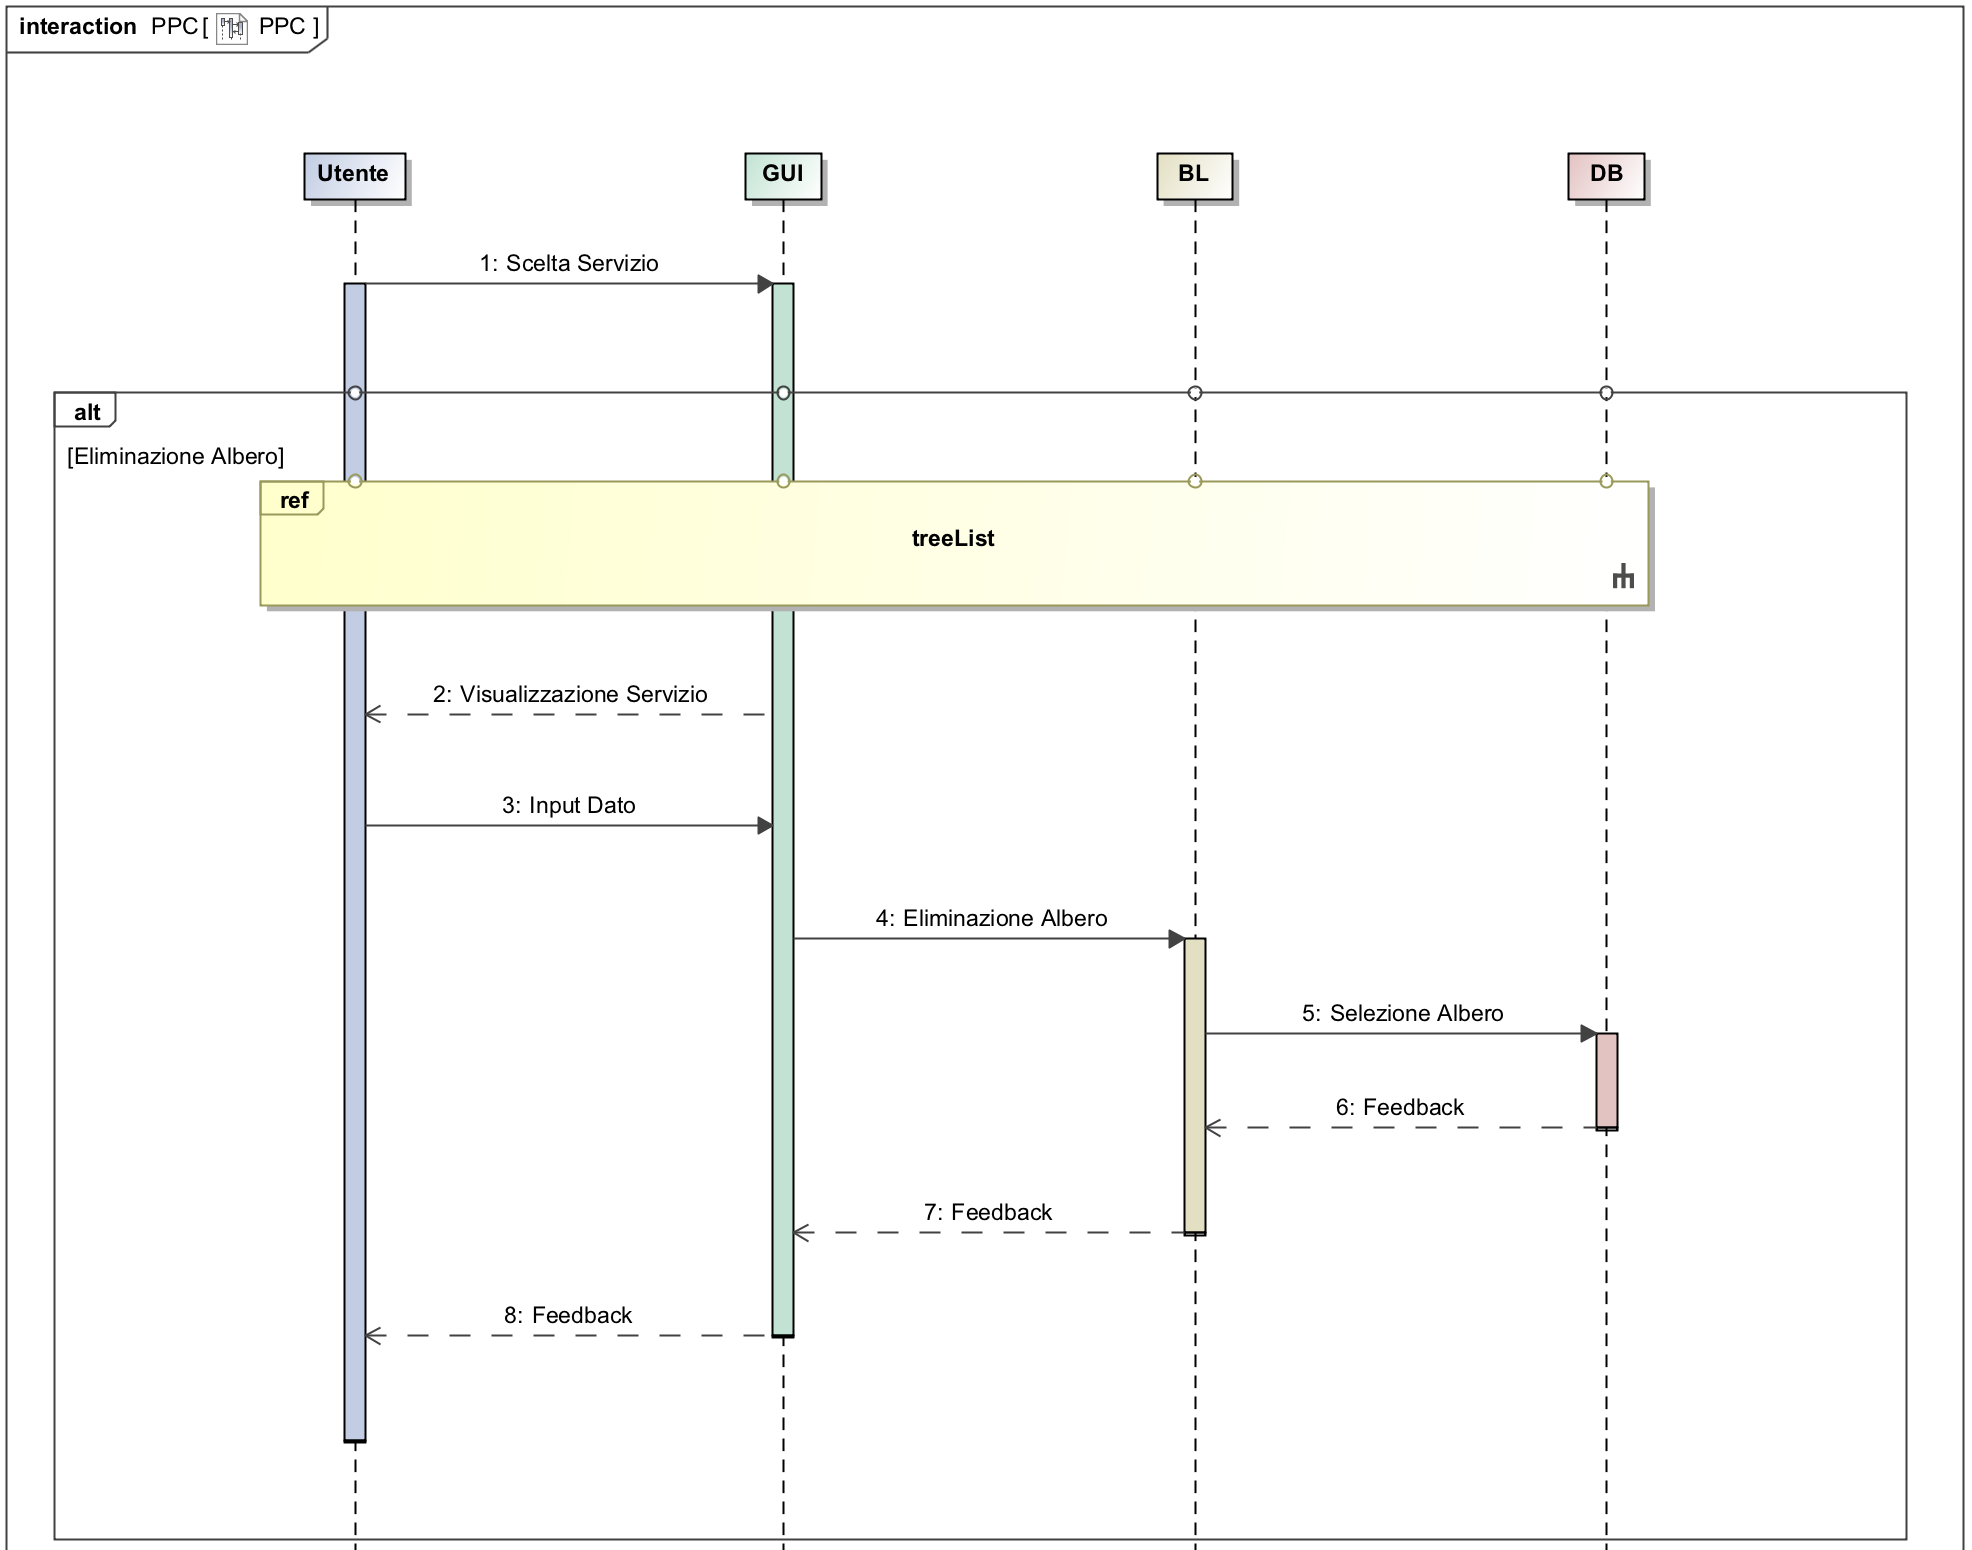 interaction PPC[ PPC ]
Utente GUI BL DB
1: Scelta Servizio
alt
[Eliminazione Albero]
ref
treeList
2: Visualizzazione Servizio
3: Input Dato
4: Eliminazione Albero
5: Selezione Albero
6: Feedback
7: Feedback
8: Feedback